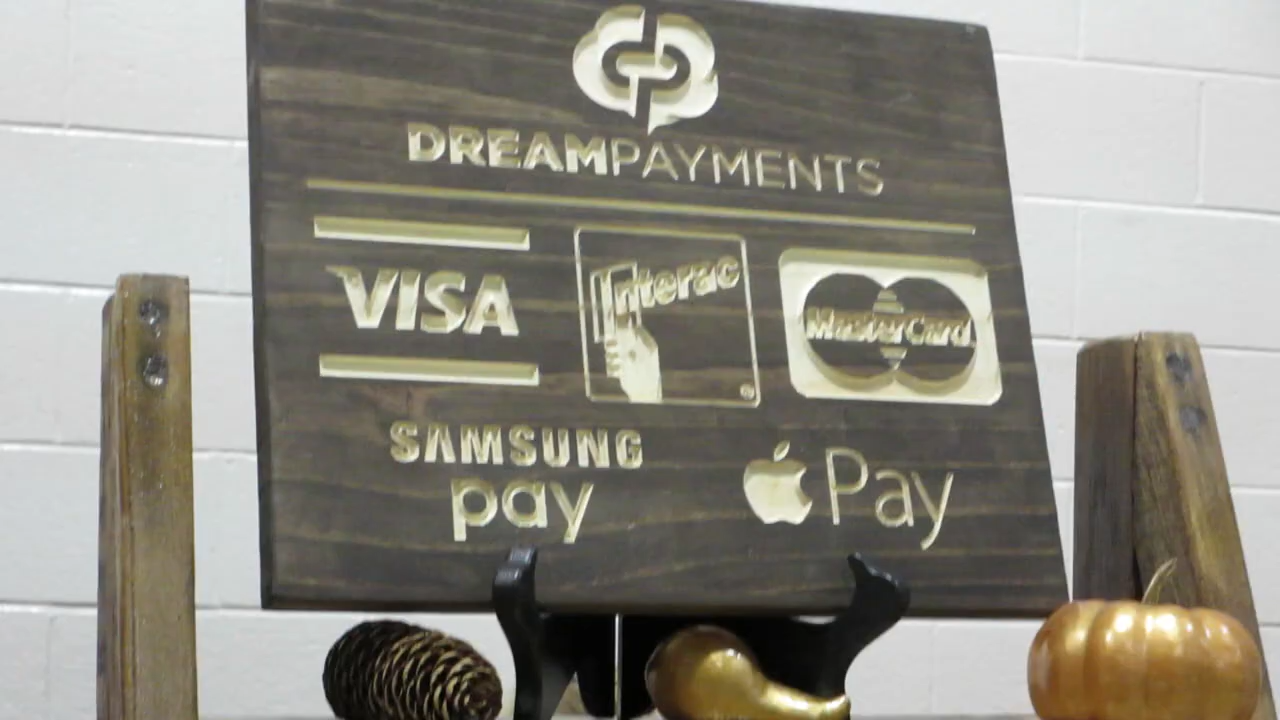 DREAMPAYMENTS
VISA
Interac
®
MasterCard
SAMSUNG
pay
Pay